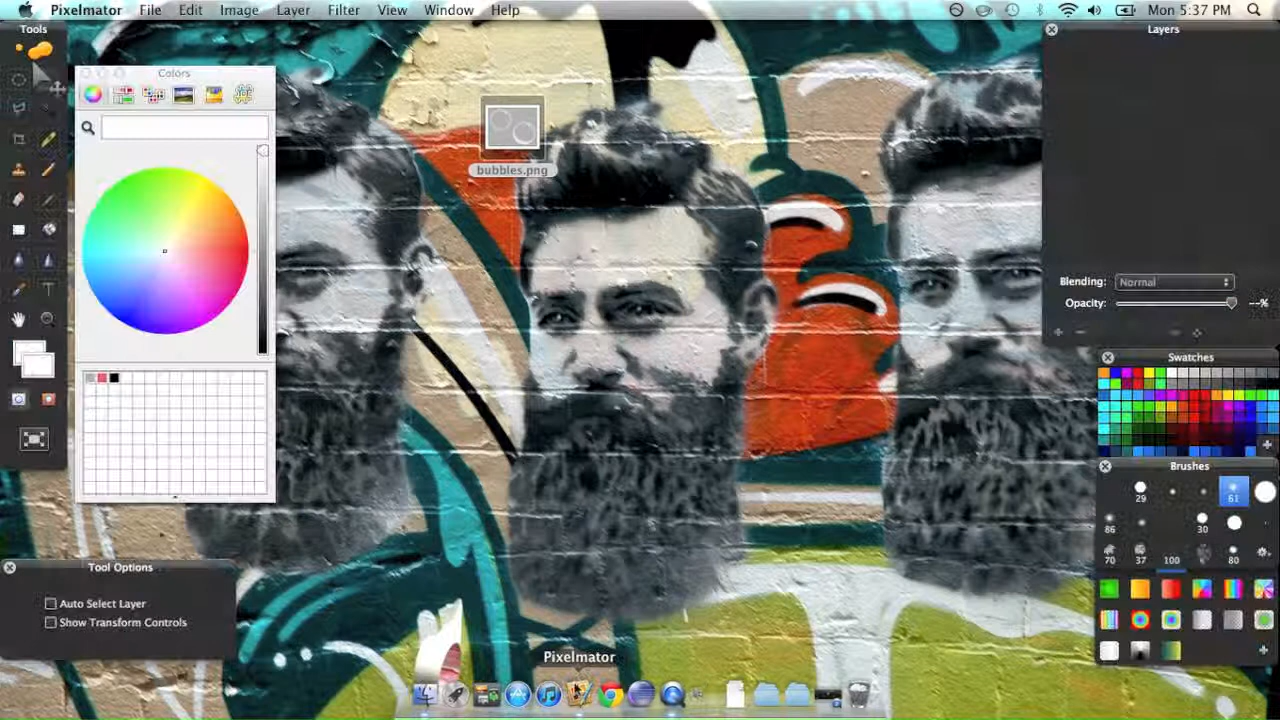 Pixelmator File Edit Image Layer Filter View Window Help Mon 5:37 PM
Tools
Colors
Layers
bubbles.png
Blending: Normal
Opacity: --%
Swatches
Brushes
29 61
86 30
70 37 100 80
Tool Options
Auto Select Layer
Show Transform Controls
Pixelmator